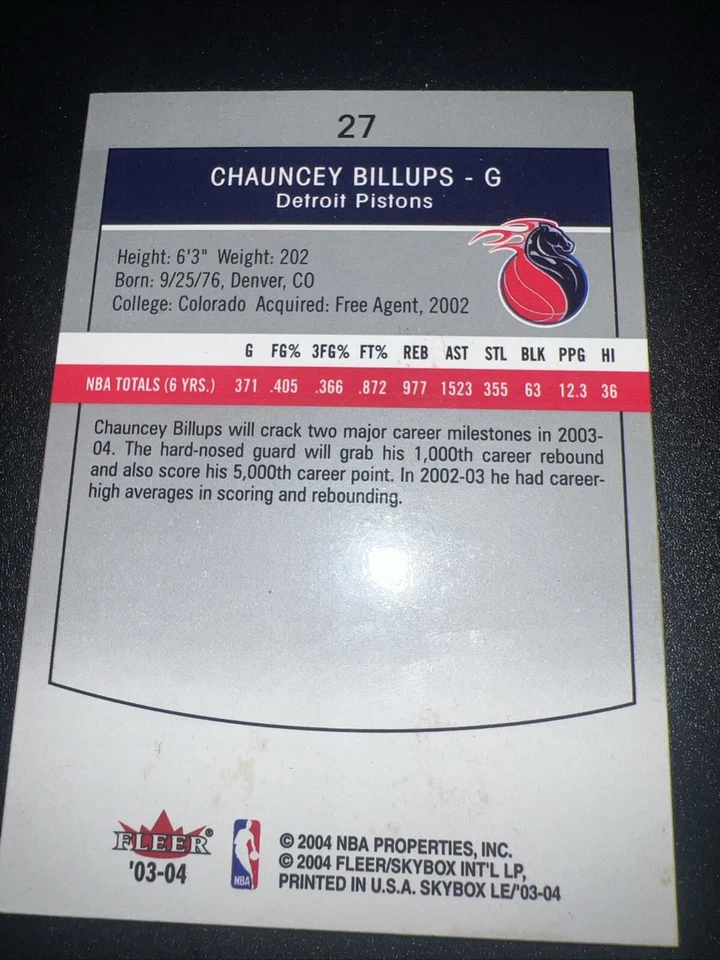 27
CHAUNCEY BILLUPS - G
Detroit Pistons
Height: 6'3" Weight: 202
Born: 9/25/76, Denver, CO
College: Colorado Acquired: Free Agent, 2002
G FG% 3FG% FT% REB AST STL BLK PPG HI
NBA TOTALS (6 YRS.) 371 .405 .366 .872 977 1523 355 63 12.3 36
Chauncey Billups will crack two major career milestones in 2003-
04. The hard-nosed guard will grab his 1,000th career rebound
and also score his 5,000th career point. In 2002-03 he had career-
high averages in scoring and rebounding.
FLEER®
'03-04
NBA
© 2004 NBA PROPERTIES, INC.
© 2004 FLEER/SKYBOX INT'L LP,
PRINTED IN U.S.A. SKYBOX LE/'03-04